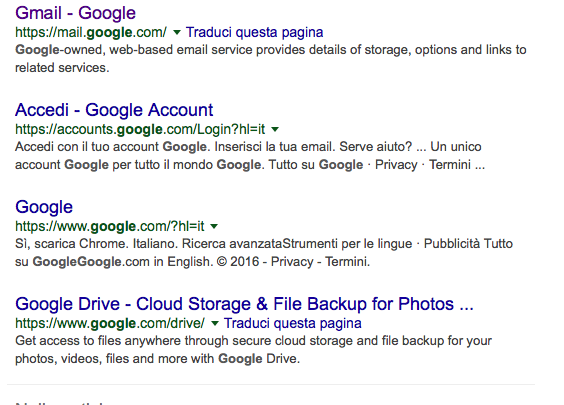 Gmail - Google
https://mail.google.com/ ▼ Traduci questa pagina
Google-owned, web-based email service provides details of storage, options and links to
related services.
Accedi - Google Account
https://accounts.google.com/Login?hl=it ▼
Accedi con il tuo account Google. Inserisci la tua email. Serve aiuto? ... Un unico
account Google per tutto il mondo Google. Tutto su Google · Privacy · Termini ...
Google
https://www.google.com/?hl=it ▼
Sì, scarica Chrome. Italiano. Ricerca avanzataStrumenti per le lingue · Pubblicità Tutto
su GoogleGoogle.com in English. © 2016 - Privacy - Termini.
Google Drive - Cloud Storage & File Backup for Photos ...
https://www.google.com/drive/ ▼ Traduci questa pagina
Get access to files anywhere through secure cloud storage and file backup for your
photos, videos, files and more with Google Drive.